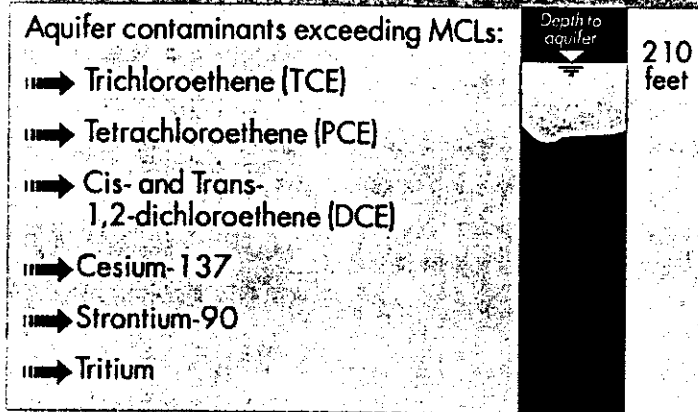 Aquifer contaminants exceeding MCLs:
Trichloroethene (TCE)
Tetrachloroethene (PCE)
Cis- and Trans-
1,2-dichloroethene (DCE)
Cesium-137
Strontium-90
Tritium
Depth to
aquifer
210
feet